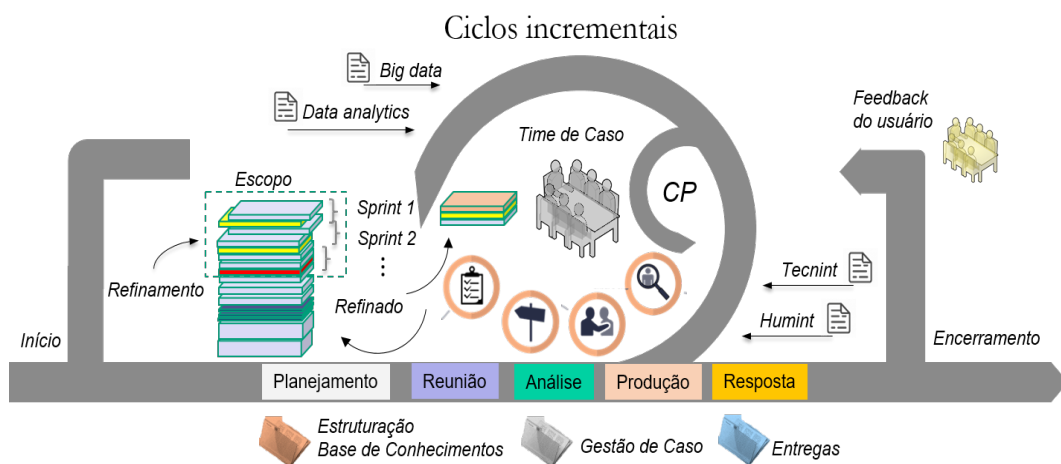 Ciclos incrementais
Big data
Data analytics
Time de Caso
Feedback
do usuário
Escopo
Sprint 1
Sprint 2
CP
Refinamento
Refinado
Tecnint
Humint
Início
Encerramento
Planejamento
Reunião
Análise
Produção
Resposta
Estruturação
Base de Conhecimentos
Gestão de Caso
Entregas